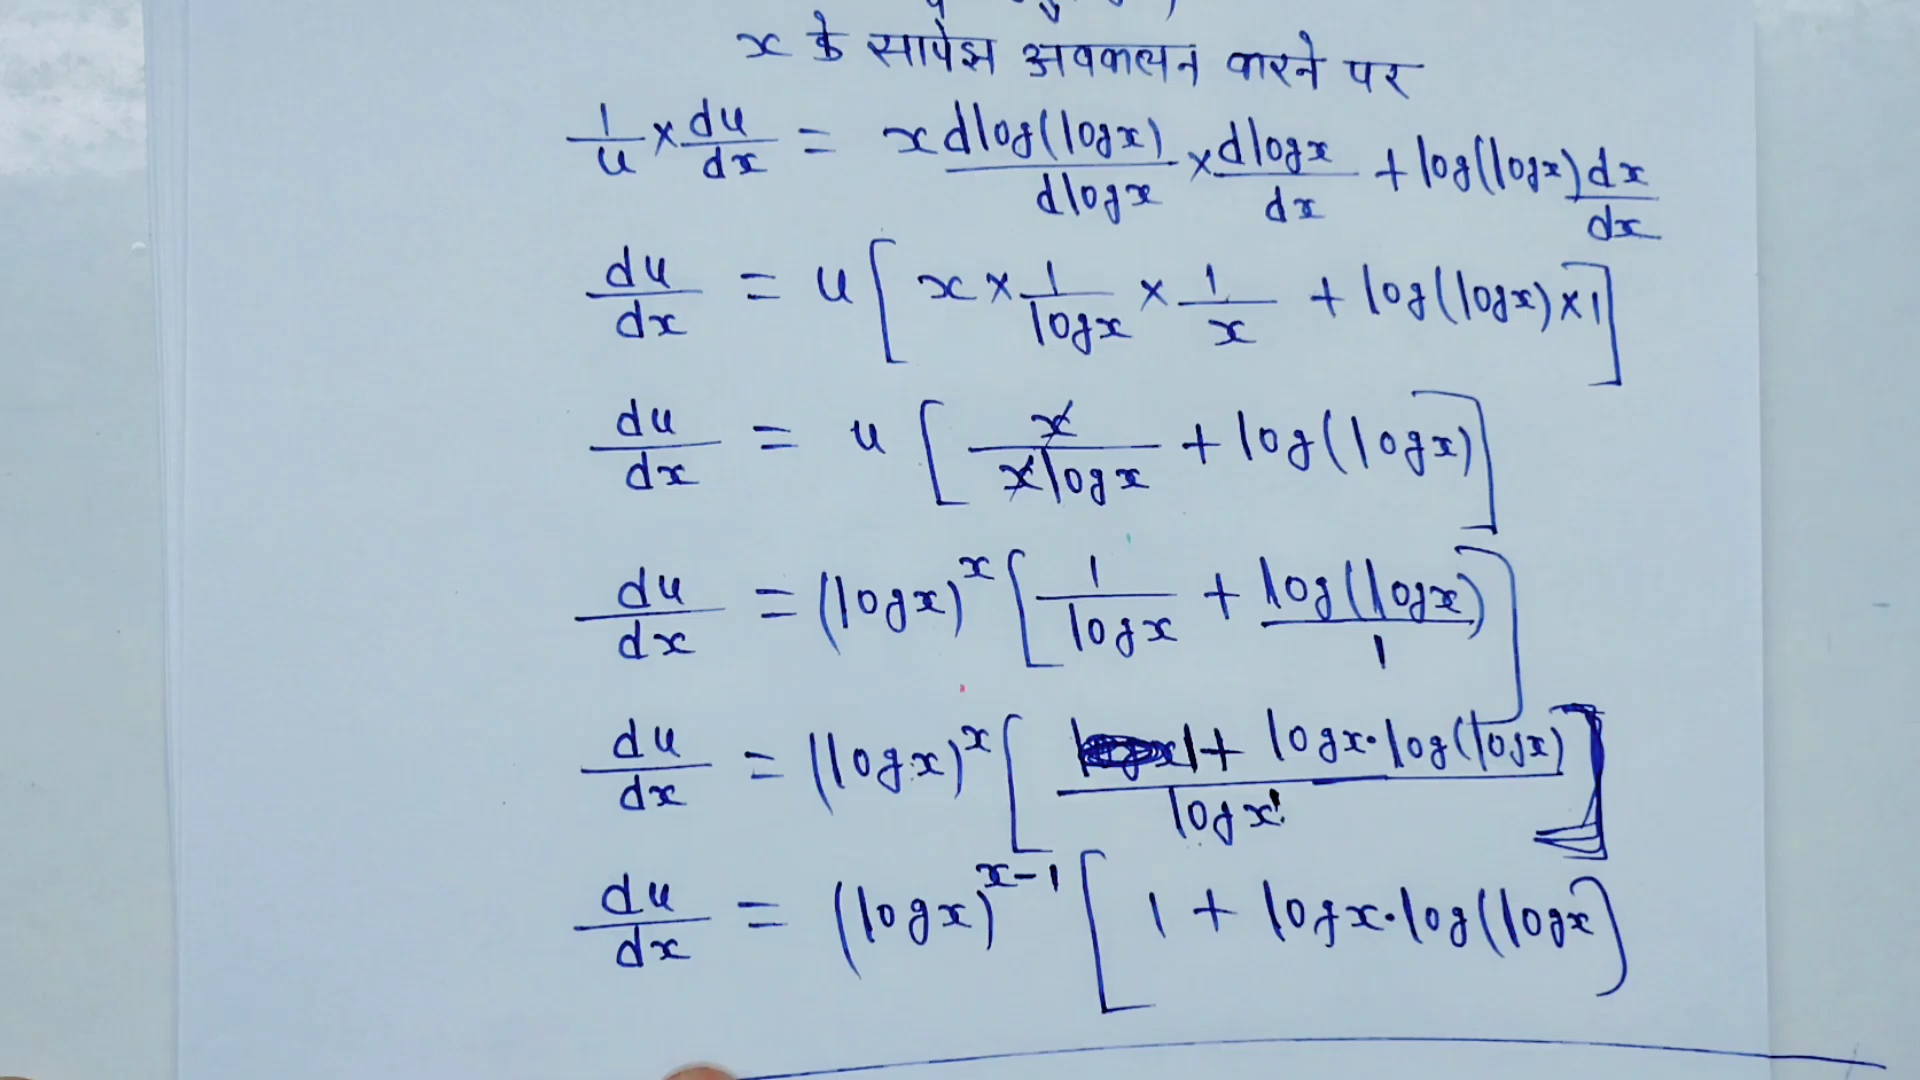 x के सापेक्ष अवकलन करने पर
1/u × du/dx = x dlog(logx)/dlogx × dlogx/dx + log(logx) dx/dx
du/dx = u [ x × 1/logx × 1/x + log(logx) × 1 ]
du/dx = u [ x/xlogx + log(logx) ]
du/dx = (logx)^x [ 1/logx + log(logx)/1 ]
du/dx = (logx)^x [ 1 + logx·log(logx) / logx¹ ]
du/dx = (logx)^x-1 [ 1 + logx·log(logx ]